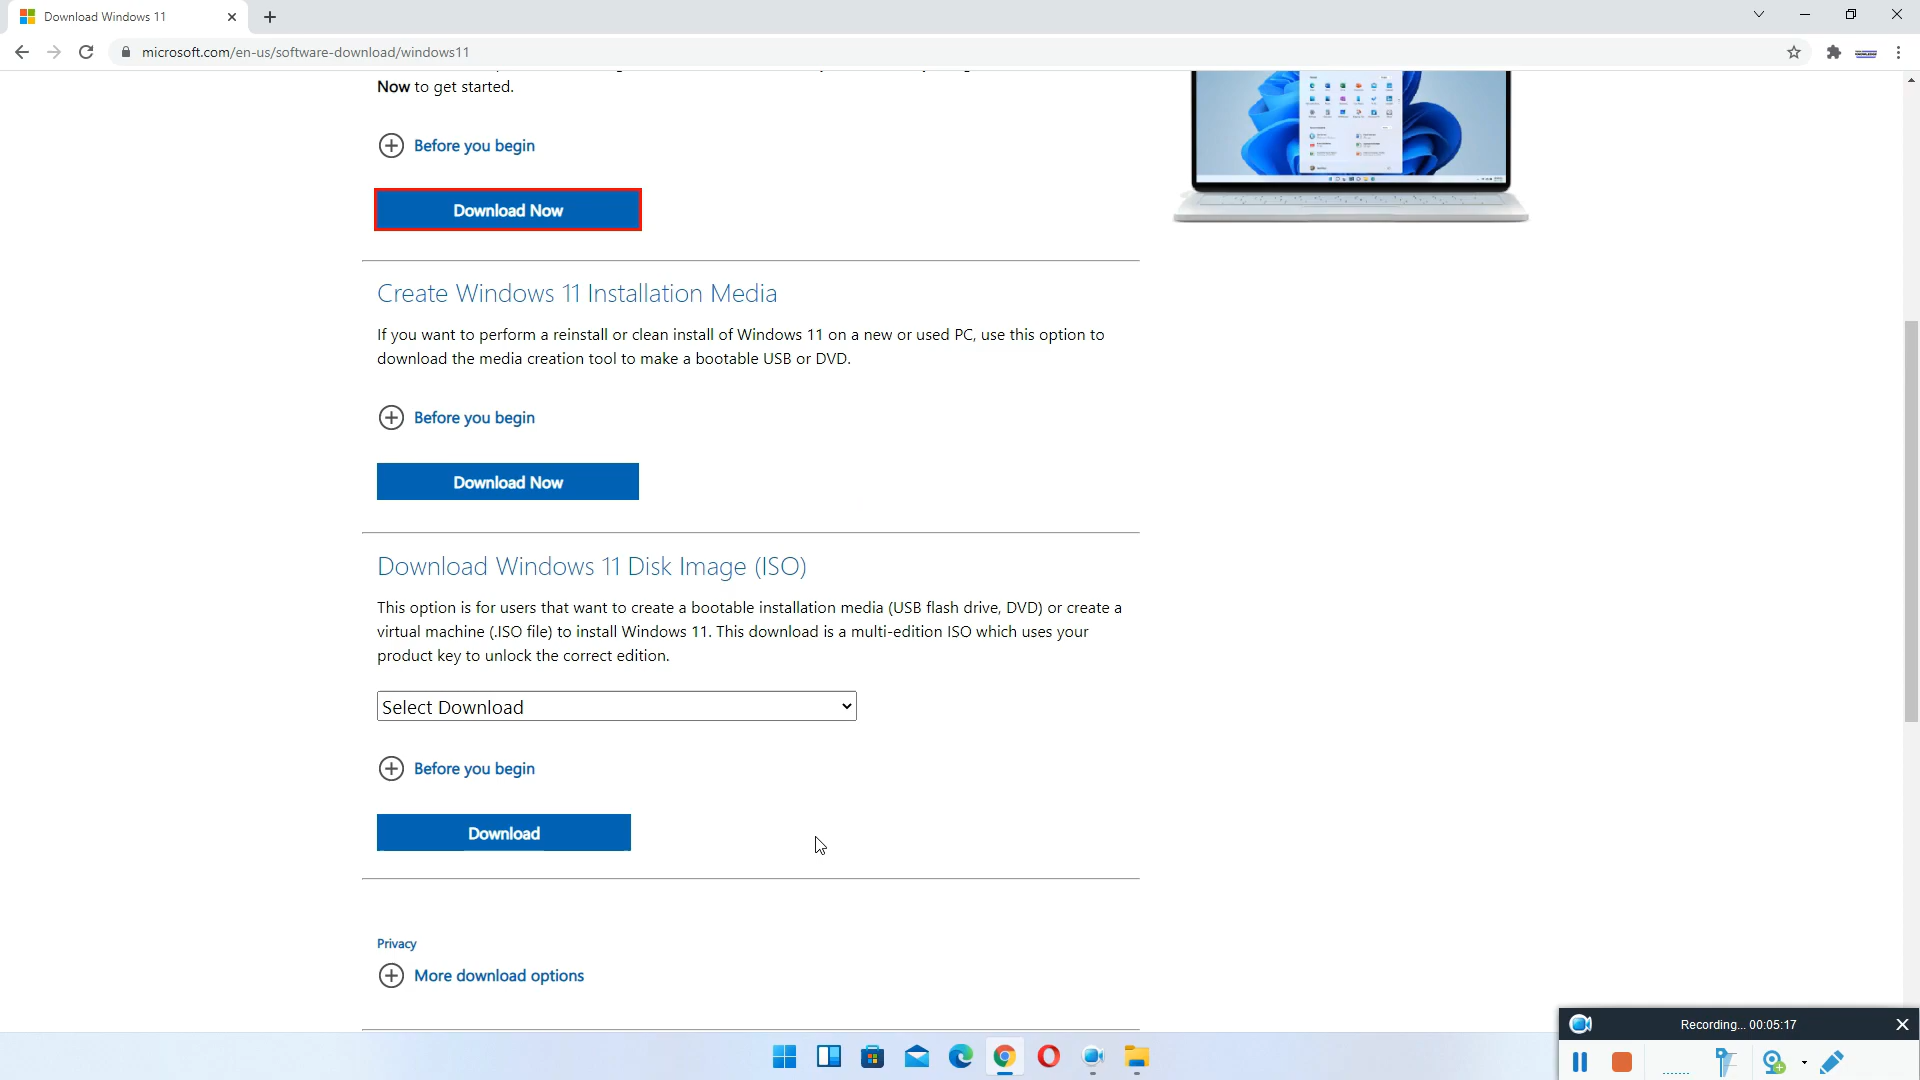 Download Windows 11
microsoft.com/en-us/software-download/windows11
Now to get started.
Before you begin
Download Now
Create Windows 11 Installation Media
If you want to perform a reinstall or clean install of Windows 11 on a new or used PC, use this option to
download the media creation tool to make a bootable USB or DVD.
Before you begin
Download Now
Download Windows 11 Disk Image (ISO)
This option is for users that want to create a bootable installation media (USB flash drive, DVD) or create a
virtual machine (.ISO file) to install Windows 11. This download is a multi-edition ISO which uses your
product key to unlock the correct edition.
Select Download
Before you begin
Download
Privacy
More download options
Recording... 00:05:17